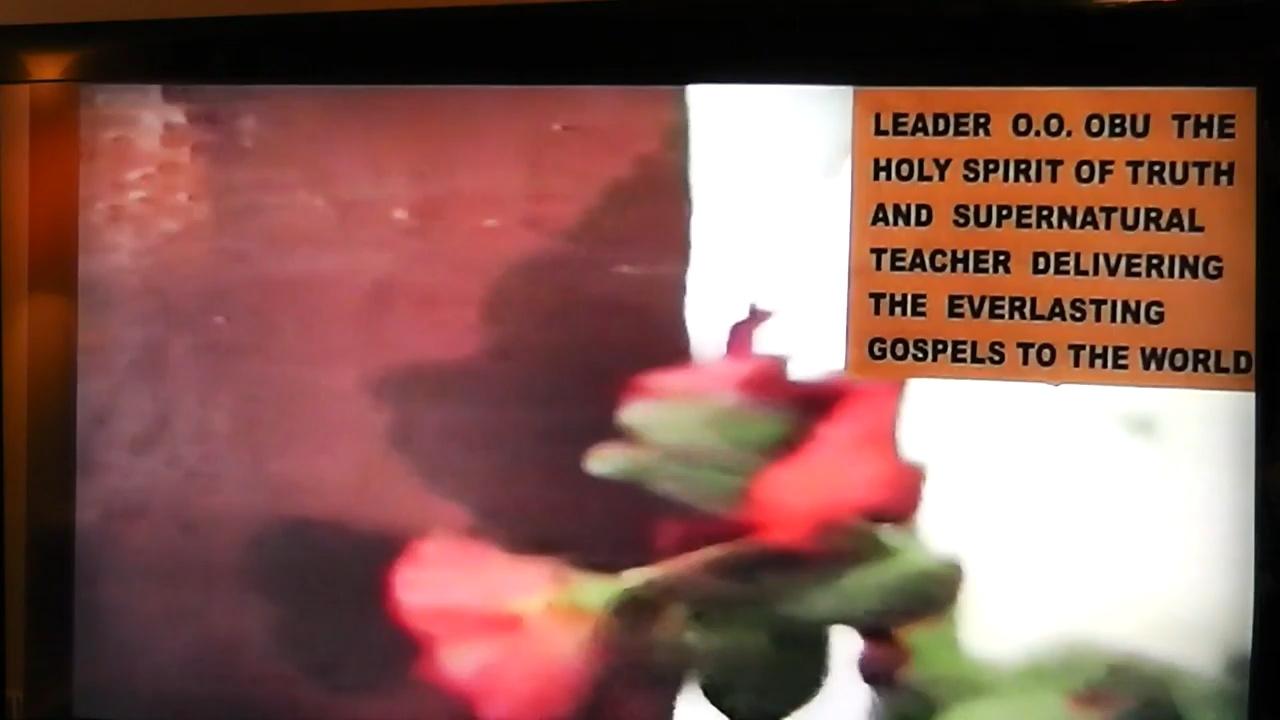 LEADER O.O. OBU THE
HOLY SPIRIT OF TRUTH
AND SUPERNATURAL
TEACHER DELIVERING
THE EVERLASTING
GOSPELS TO THE WORLD